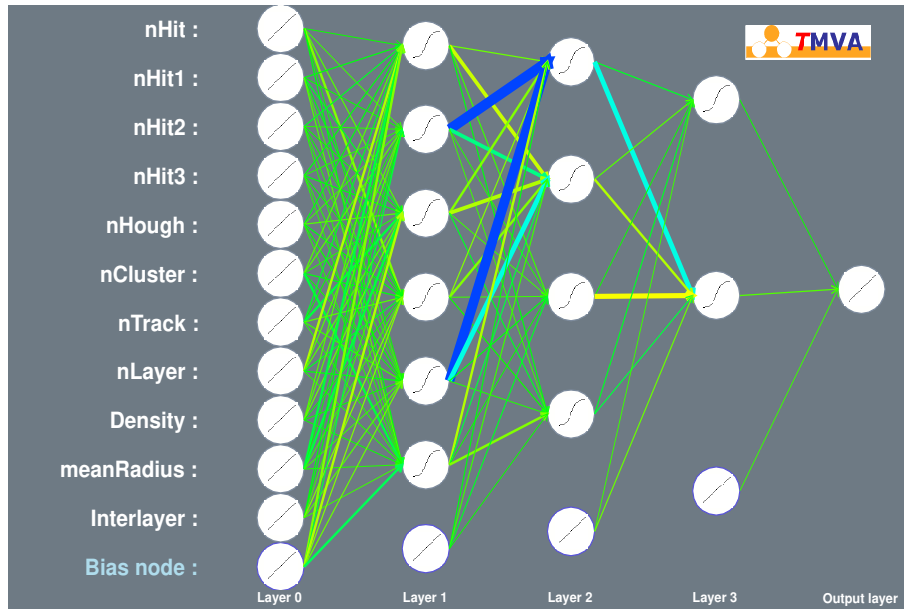 nHit :
TMVA
nHit1 :
nHit2 :
nHit3 :
nHough :
nCluster :
nTrack :
nLayer :
Density :
meanRadius :
Interlayer :
Bias node :
Layer 0 Layer 1 Layer 2 Layer 3 Output layer